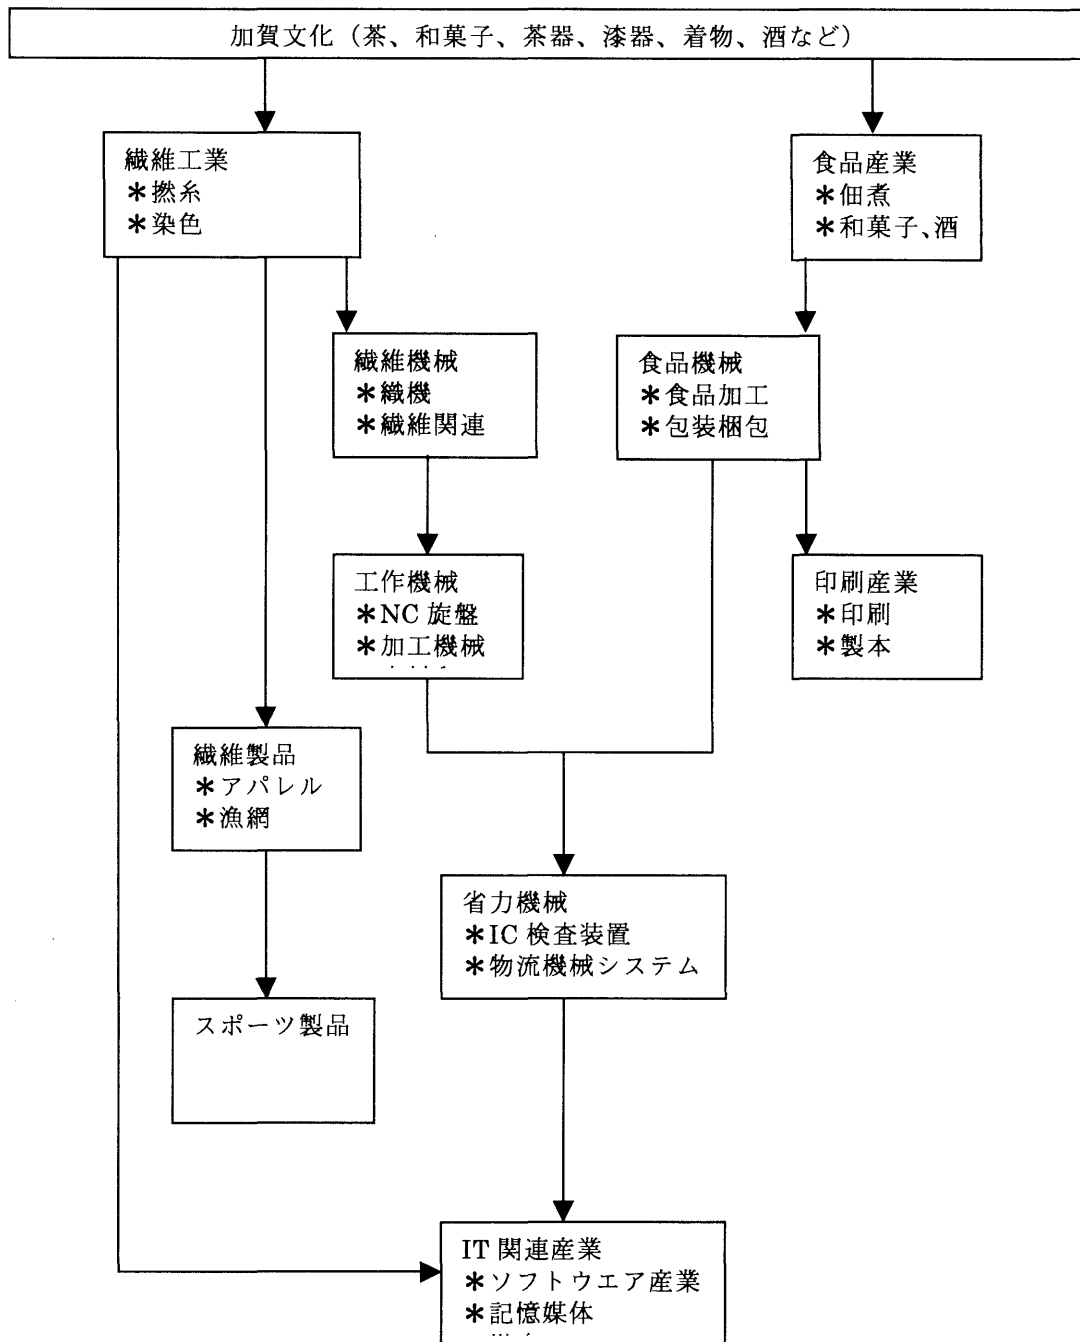 加賀文化（茶、和菓子、茶器、漆器、着物、酒など）
繊維工業
＊撚糸
＊染色
食品産業
＊佃煮
＊和菓子、酒
繊維機械
＊織機
＊繊維関連
食品機械
＊食品加工
＊包装梱包
工作機械
＊NC 旋盤
＊加工機械
印刷産業
＊印刷
＊製本
繊維製品
＊アパレル
＊漁網
省力機械
＊IC 検査装置
＊物流機械システム
スポーツ製品
IT 関連産業
＊ソフトウエア産業
＊記憶媒体